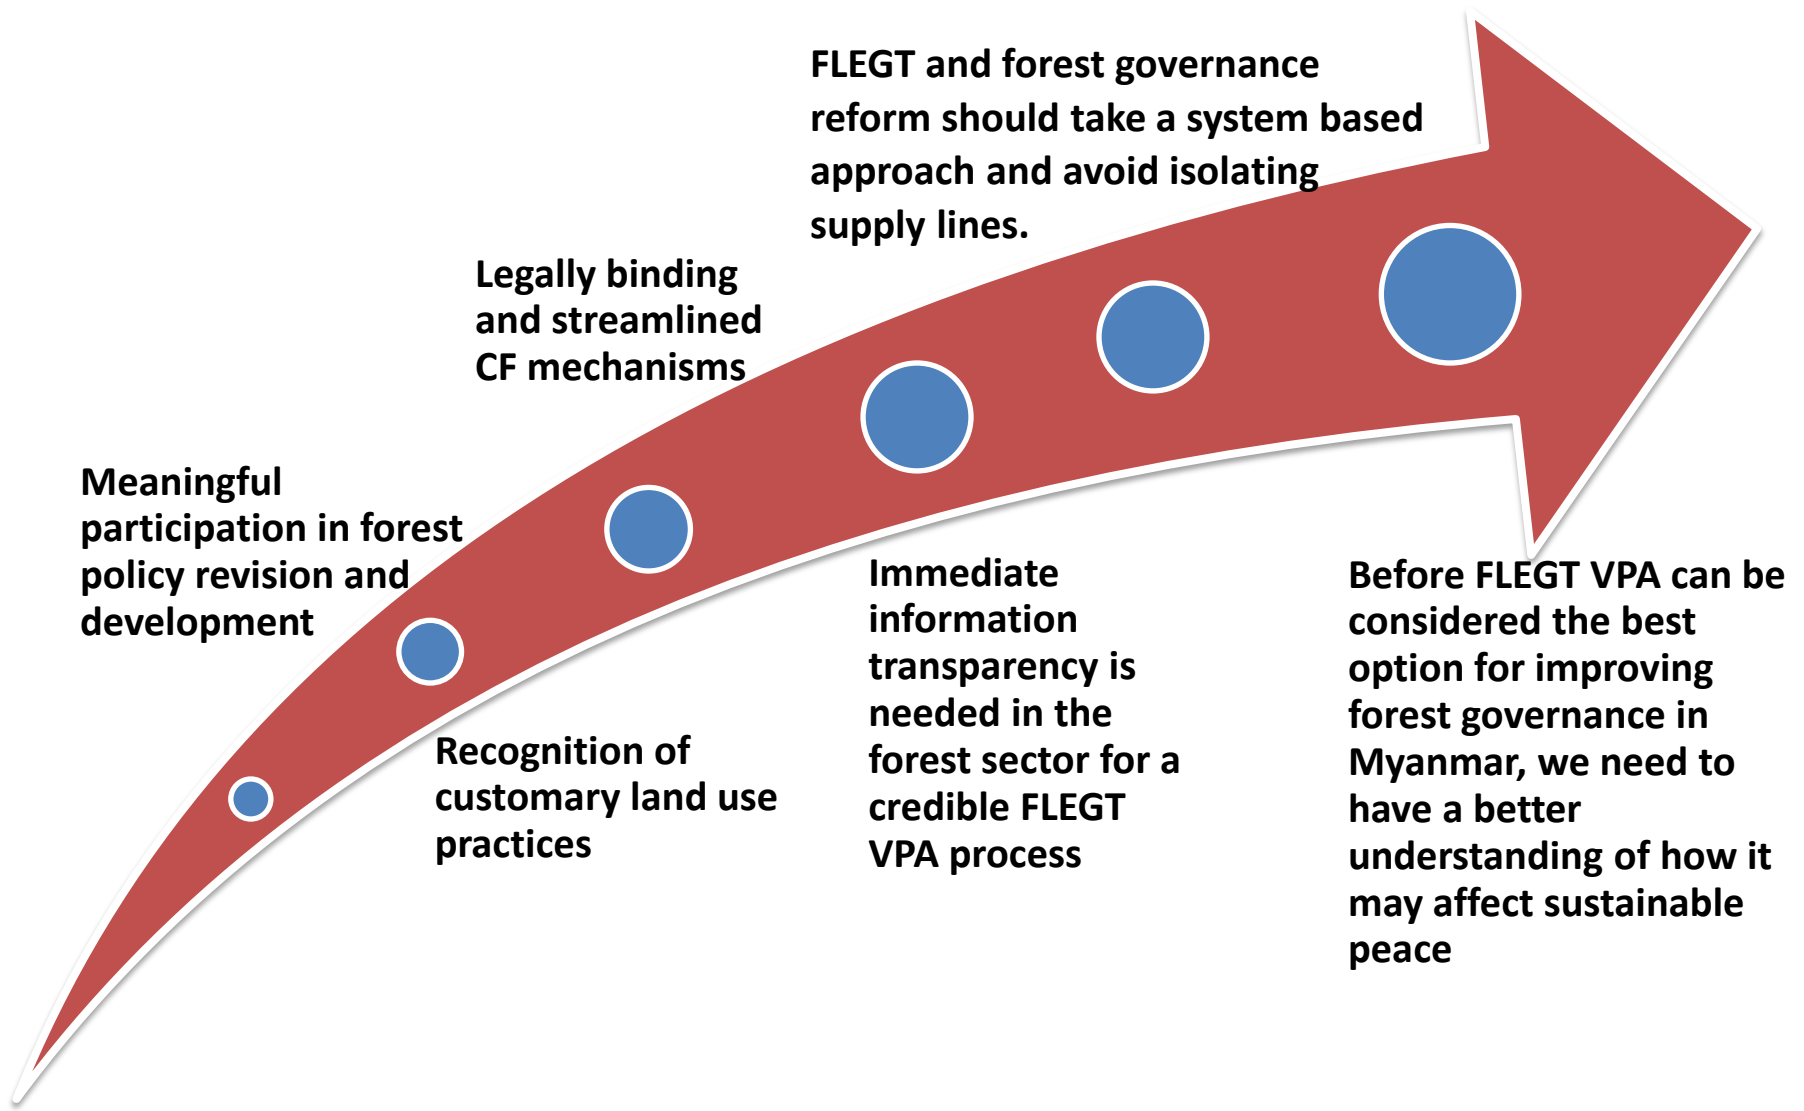 Meaningful
participation in forest
policy revision and
development
Recognition of
customary land use
practices
Legally binding
and streamlined
CF mechanisms
Immediate
information
transparency is
needed in the
forest sector for a
credible FLEGT
VPA process
FLEGT and forest governance
reform should take a system based
approach and avoid isolating
supply lines.
Before FLEGT VPA can be
considered the best
option for improving
forest governance in
Myanmar, we need to
have a better
understanding of how it
may affect sustainable
peace